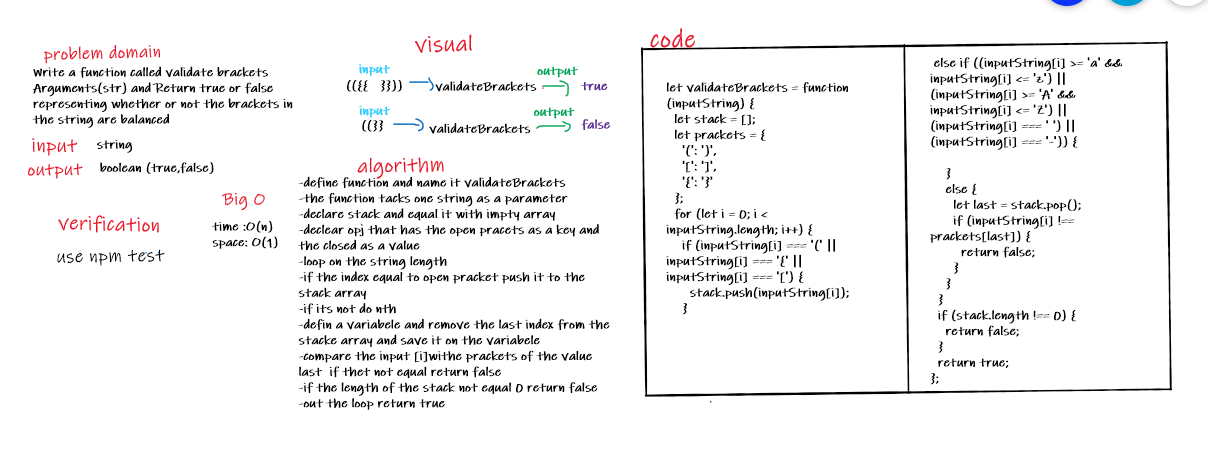 problem domain
Write a function called validate brackets
Arguments(str) and Return true or false
representing whether or not the brackets in
the string are balanced
input string
output boolean (true,false)
Big O
time :O(n)
space: O(1)
verification
use npm test
visual
input
output
(({{ }})) validateBrackets true
input
output
(({} validateBrackets false
algorithm
-define function and name it validateBrackets
-the function tacks one string as a parameter
-declare stack and equal it with impty array
-declear opj that has the open pracets as a key and
the closed as a value
-loop on the string length
-if the index equal to open pracket push it to the
stack array
-if its not do nth
-defin a variabele and remove the last index from the
stacke array and save it on the variabele
-compare the input [i]withe prackets of the value
last if thet not equal return false
-if the length of the stack not equal 0 return false
-out the loop return true
code
let validateBrackets = function
(inputString) {
let stack = [];
let prackets = {
'(': ')',
'[': ']',
'{': '}'
};
for (let i = 0; i <
inputString.length; i++) {
if (inputString[i] === '(' ||
inputString[i] === '{' ||
inputString[i] === '[') {
stack.push(inputString[i]);
}
else if ((inputString[i] >= 'a' &&
inputString[i] <= 'z') ||
(inputString[i] >= 'A' &&
inputString[i] <= 'Z') ||
(inputString[i] === ' ') ||
(inputString[i] === '-')) {
}
else {
let last = stack.pop();
if (inputString[i] !==
prackets[last]) {
return false;
}
}
}
if (stack.length !== 0) {
return false;
}
return true;
};